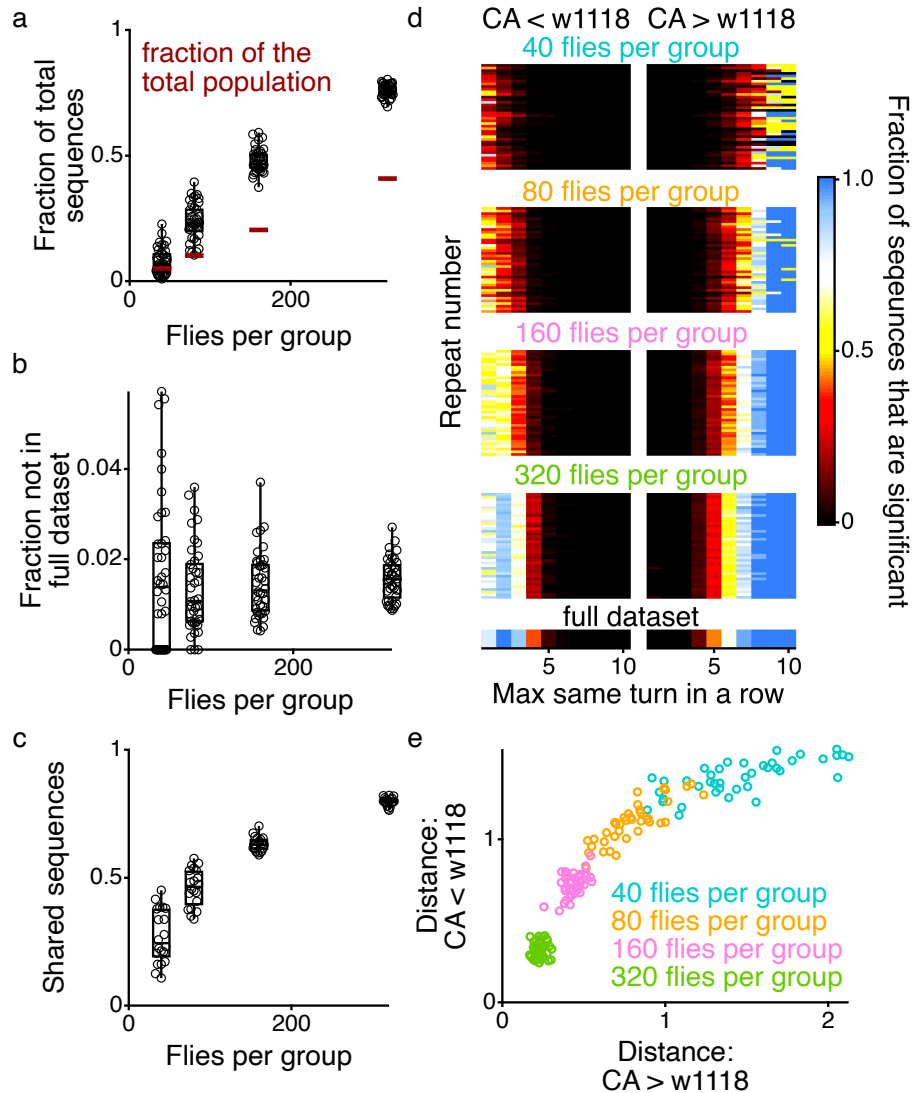 a
1
fraction of the
total population
Fraction of total
sequences
0.5
0
0
200
Flies per group
b
0.04
0.02
0
Fraction not in
full dataset
0
200
Flies per group
c
1
0.5
0
Shared sequences
0
200
Flies per group
d
CA < w1118
CA > w1118
40 flies per group
80 flies per group
160 flies per group
320 flies per group
full dataset
Repeat number
5
10
5
10
Max same turn in a row
1.0
0.5
0
Fraction of seqeunces that are significant
e
1
0
Distance:
CA < w1118
40 flies per group
80 flies per group
160 flies per group
320 flies per group
0
1
2
Distance:
CA > w1118